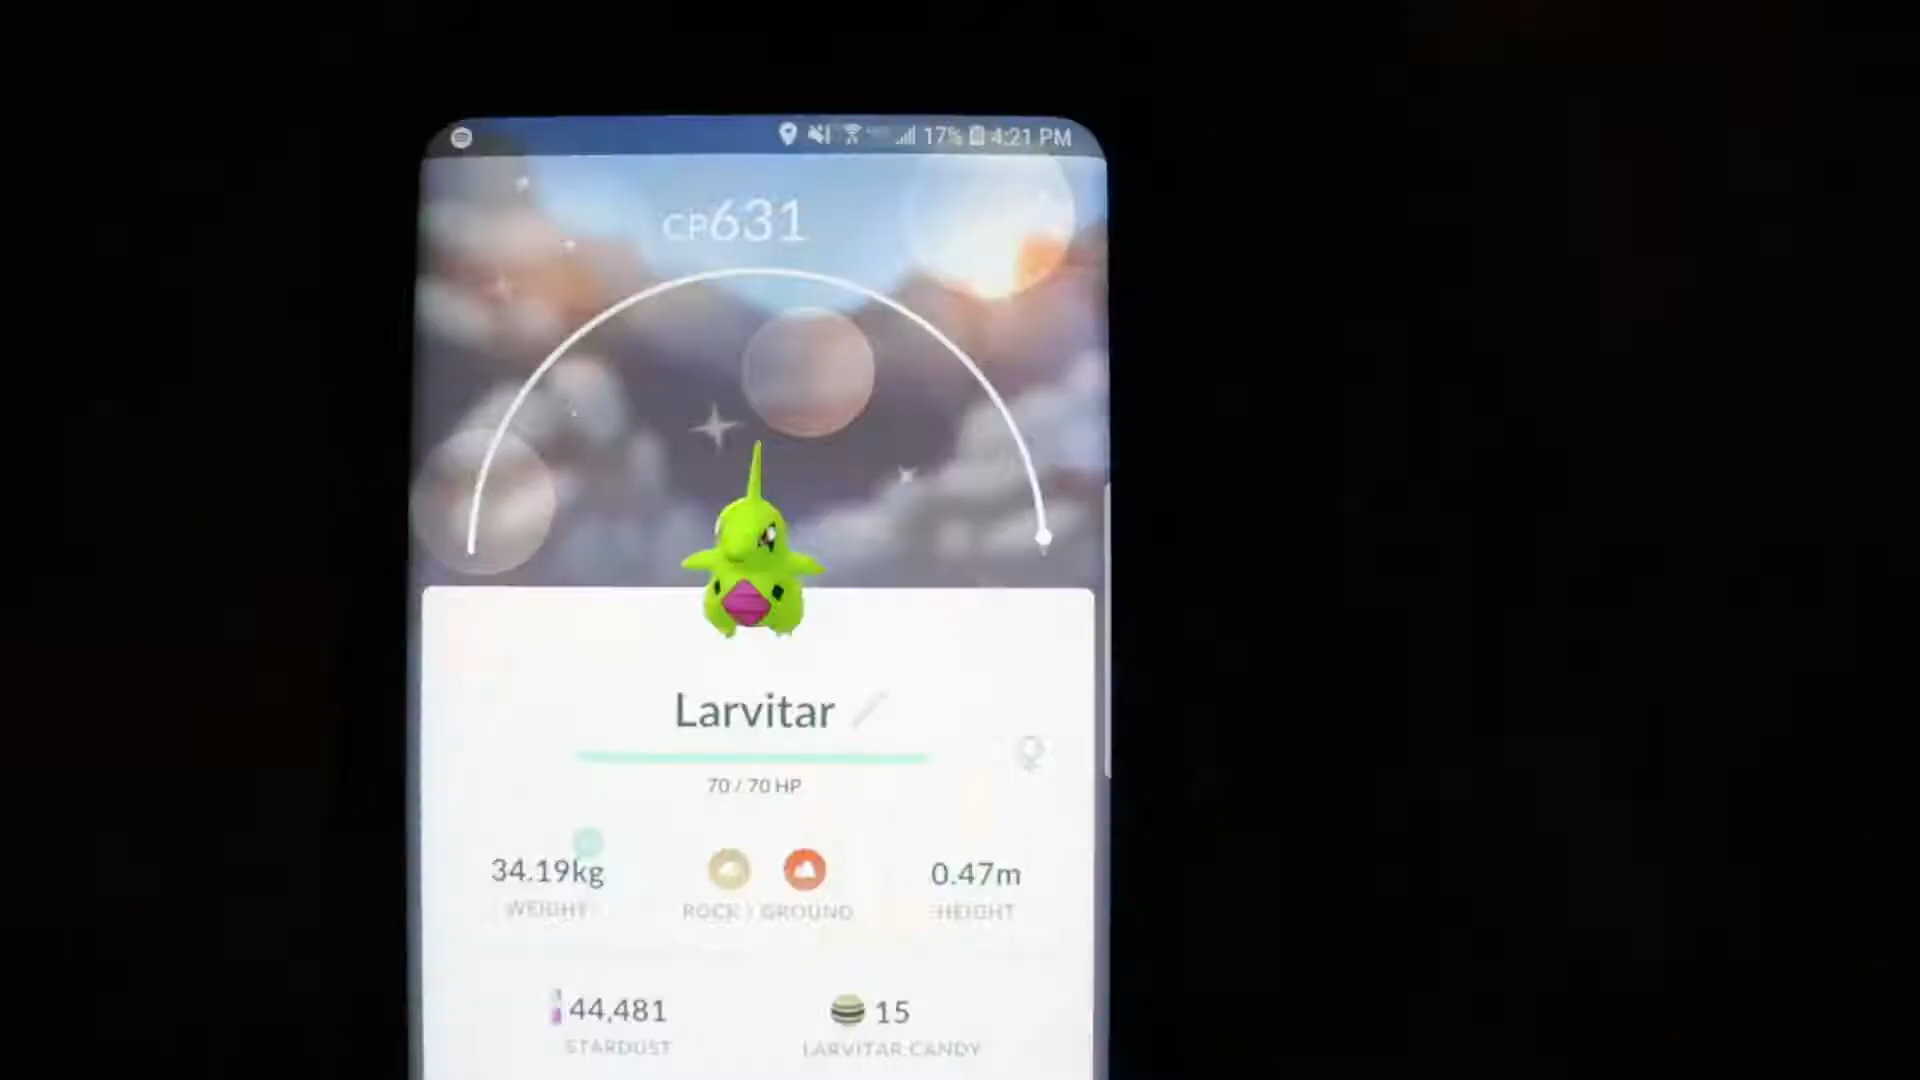 17% 4:21 PM
CP631
Larvitar
70 / 70 HP
34.19kg
0.47m
WEIGHT
ROCK / GROUND
HEIGHT
44,481
15
STARDUST
LARVITAR CANDY